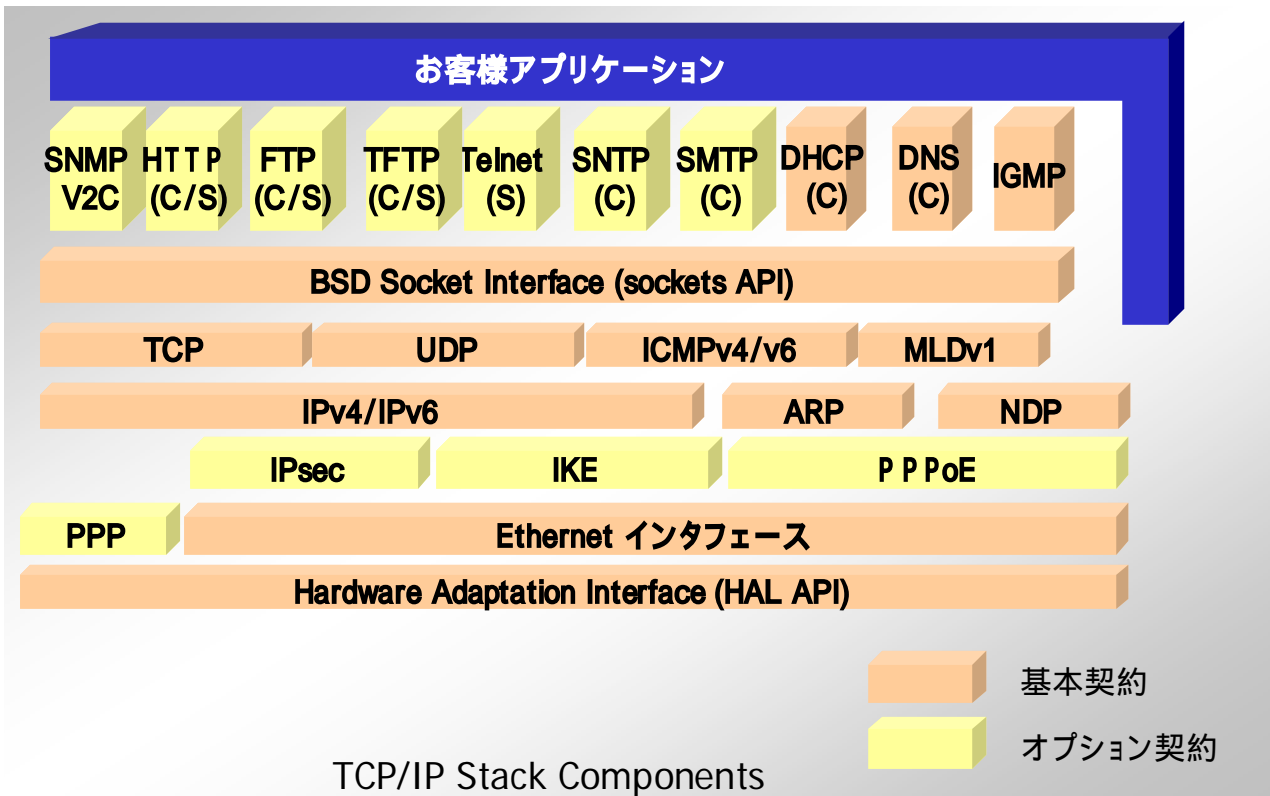 お客様アプリケーション
SNMP V2C
HTTP (C/S)
FTP (C/S)
TFTP (C/S)
Telnet (S)
SNTP (C)
SMTP (C)
DHCP (C)
DNS (C)
IGMP
BSD Socket Interface (sockets API)
TCP
UDP
ICMPv4/v6
MLDv1
IPv4/IPv6
ARP
NDP
IPsec
IKE
PPPoE
PPP
Ethernet インタフェース
Hardware Adaptation Interface (HAL API)
基本契約
オプション契約
TCP/IP Stack Components